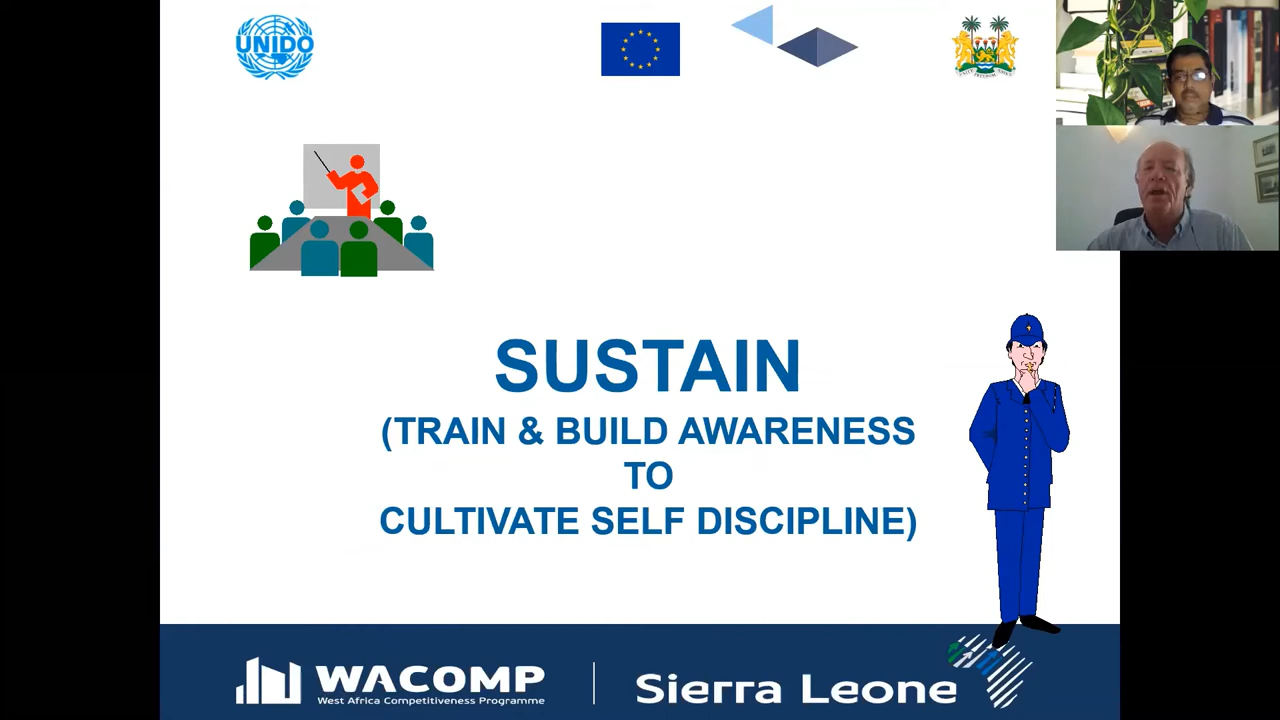 UNIDO
SUSTAIN
(TRAIN & BUILD AWARENESS
TO
CULTIVATE SELF DISCIPLINE)
WACOMP
West Africa Competitiveness Programme
Sierra Leone